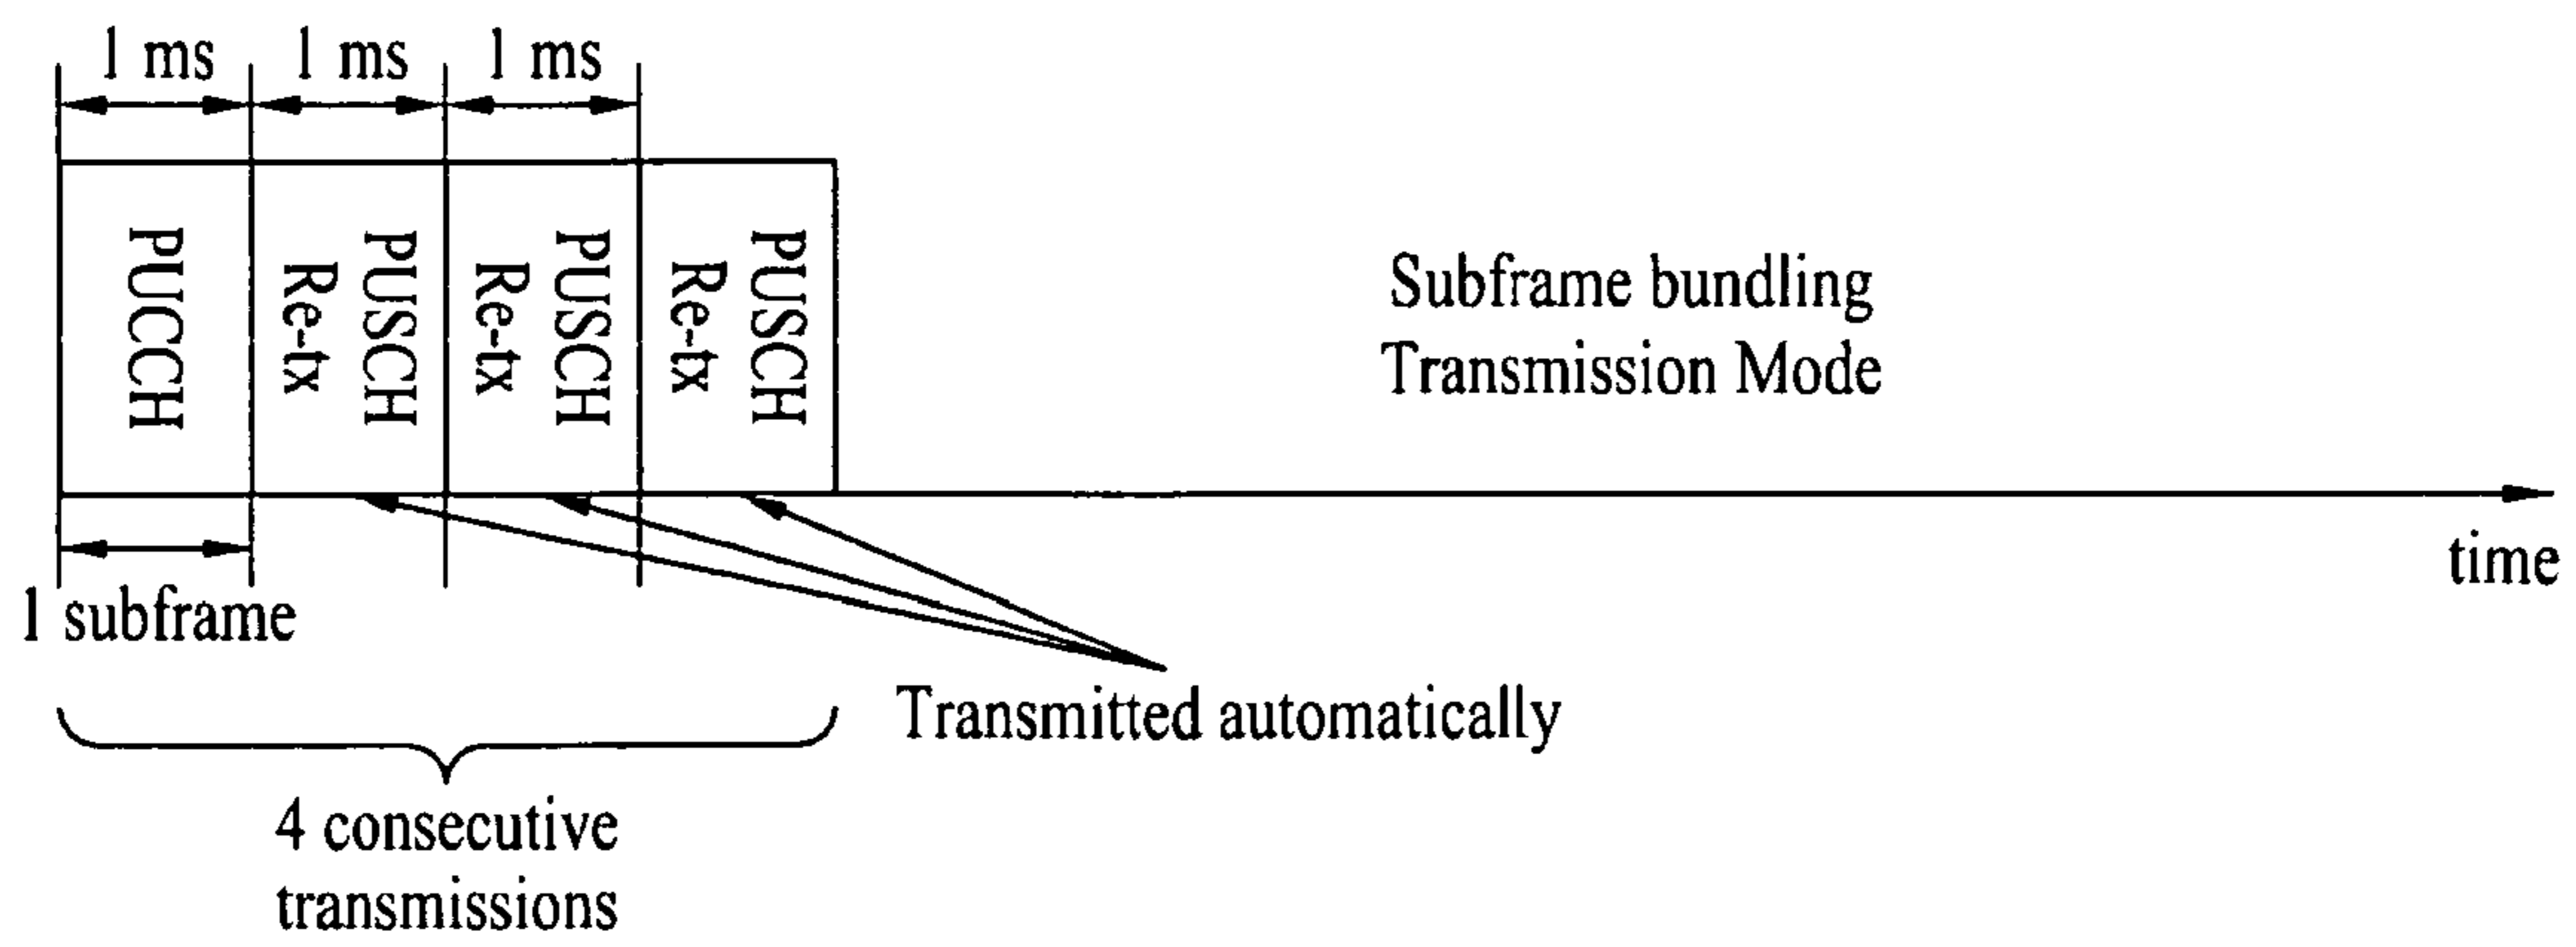 1 ms
1 ms
1 ms
PUCCH
PUSCH
Re-tx
PUSCH
Re-tx
PUSCH
Re-tx
Subframe bundling
Transmission Mode
time
1 subframe
Transmitted automatically
4 consecutive
transmissions